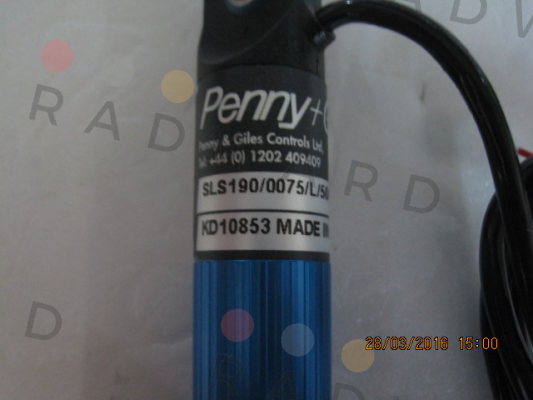 Penny+
Penny & Giles Controls Ltd.
Tel: +44 (0) 1202 409409
SLS190/0075/L/50
KD10853 MADE IN
28/03/2016 15:00
RADWARD
D